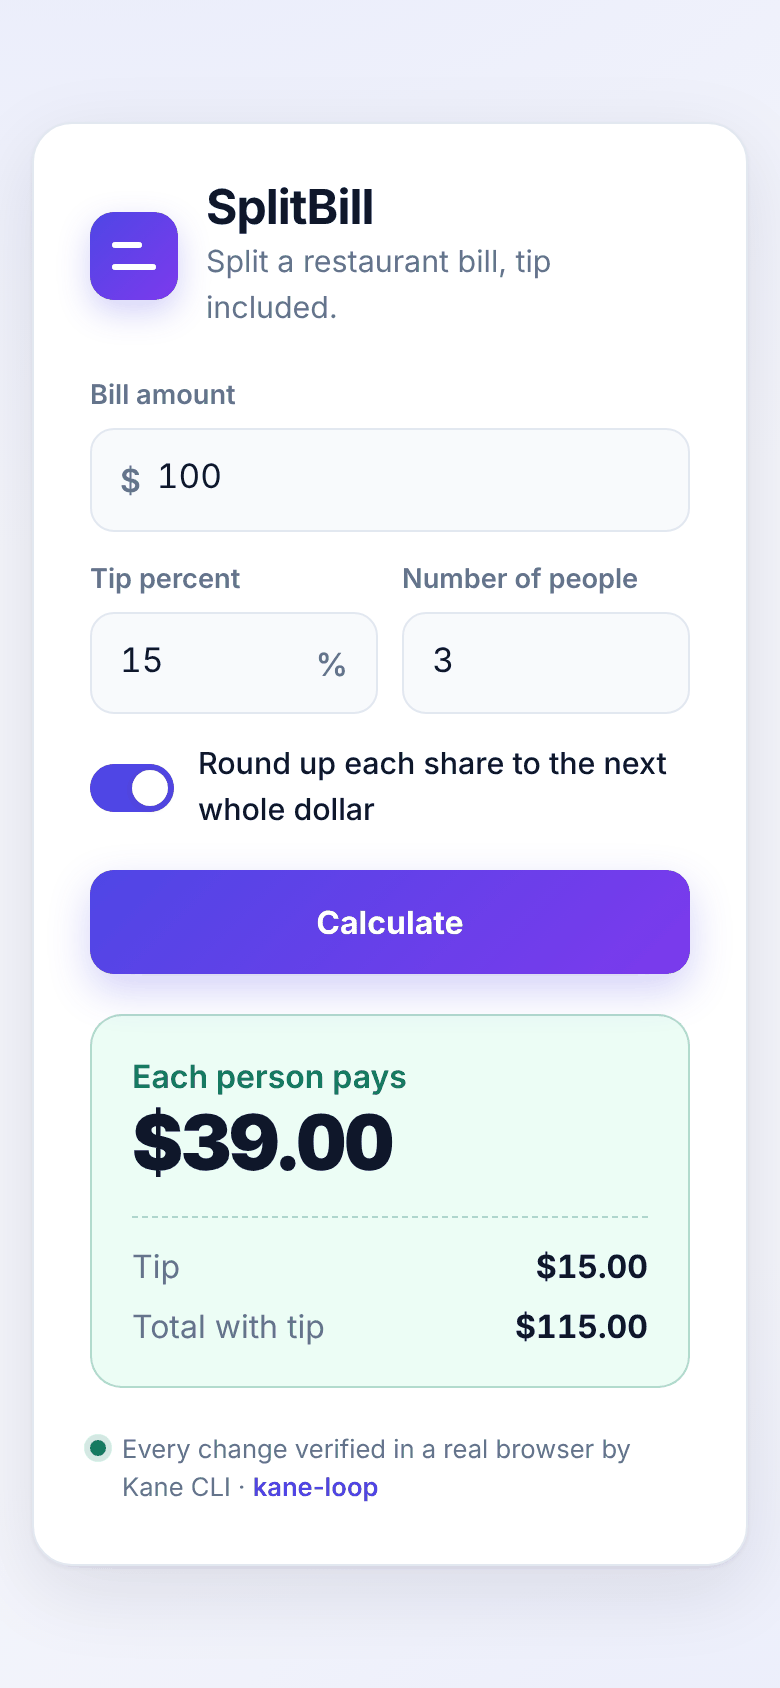 SplitBill
Split a restaurant bill, tip
included.
Bill amount
$ 100
Tip percent
Number of people
15 %
3
Round up each share to the next
whole dollar
Calculate
Each person pays
$39.00
Tip $15.00
Total with tip $115.00
Every change verified in a real browser by
Kane CLI · kane-loop